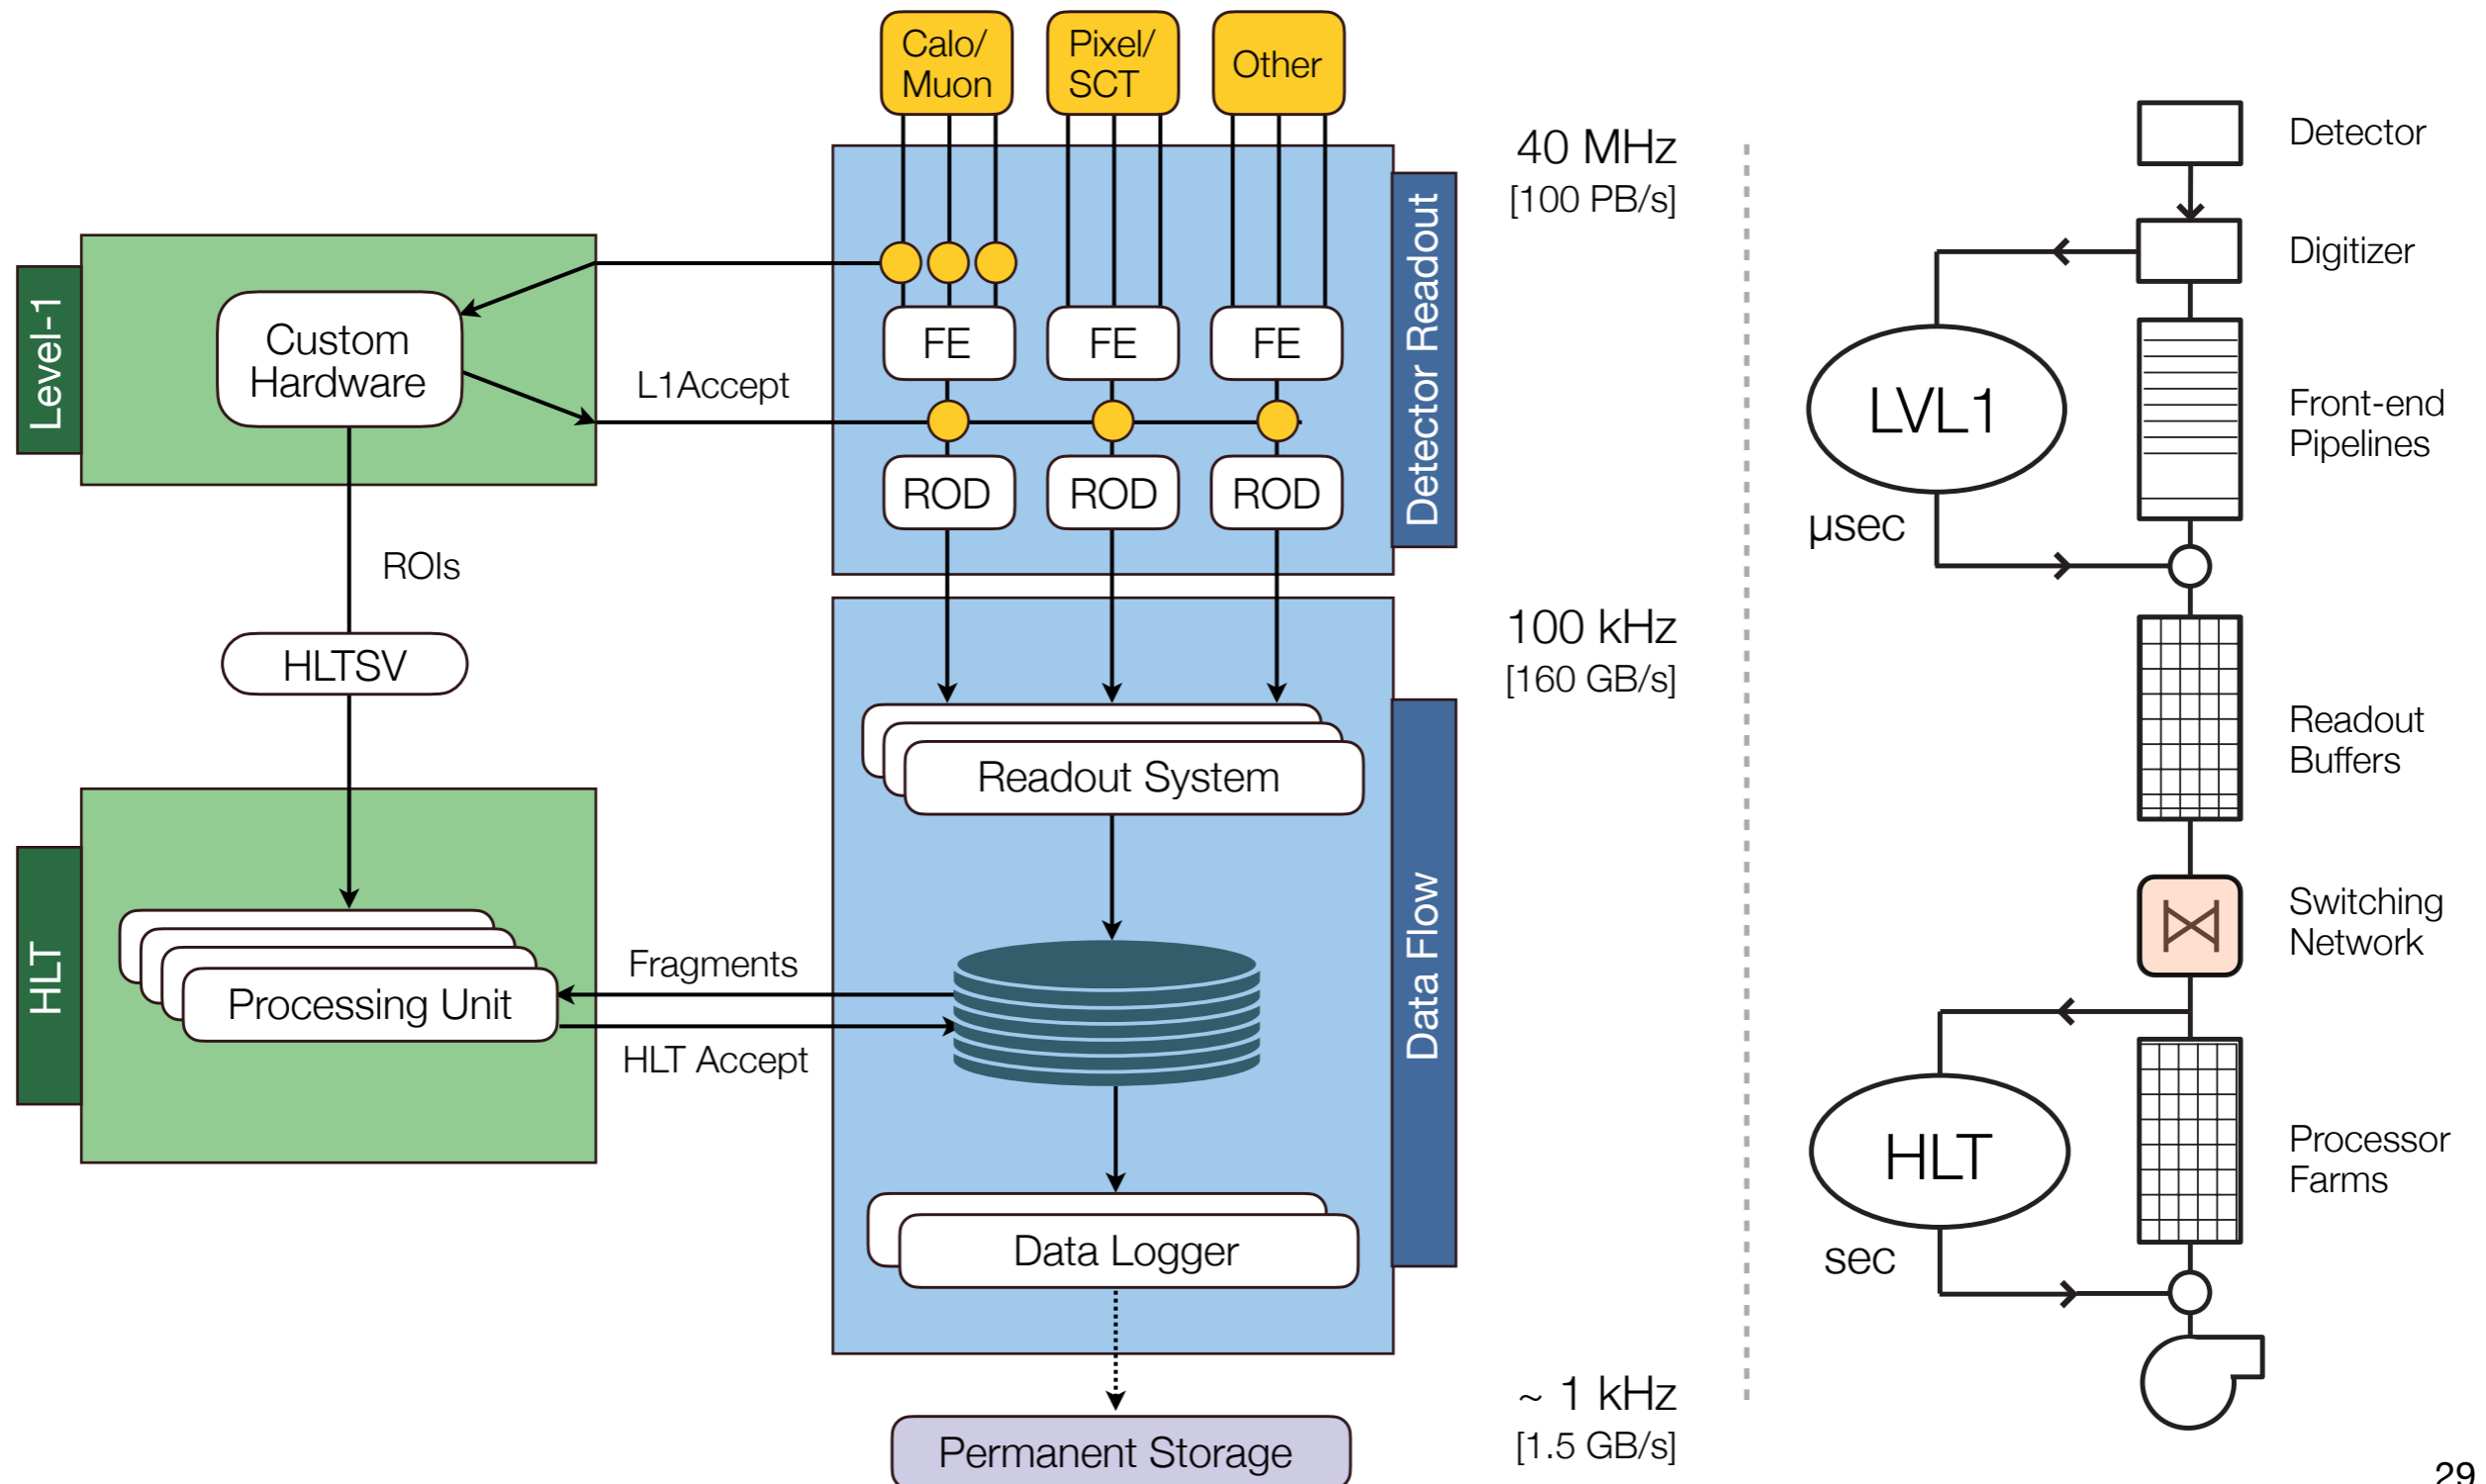 Calo/
Muon
Pixel/
SCT
Other
40 MHz
[100 PB/s]
Detector Readout
Level-1
Custom
Hardware
L1Accept
FE
FE
FE
ROD
ROD
ROD
ROIs
HLTSV
100 kHz
[160 GB/s]
Readout System
HLT
Processing Unit
Fragments
HLT Accept
Data Flow
Data Logger
~ 1 kHz
[1.5 GB/s]
Permanent Storage
Detector
Digitizer
LVL1
Front-end
Pipelines
µsec
Readout
Buffers
Switching
Network
HLT
Processor
Farms
sec
29